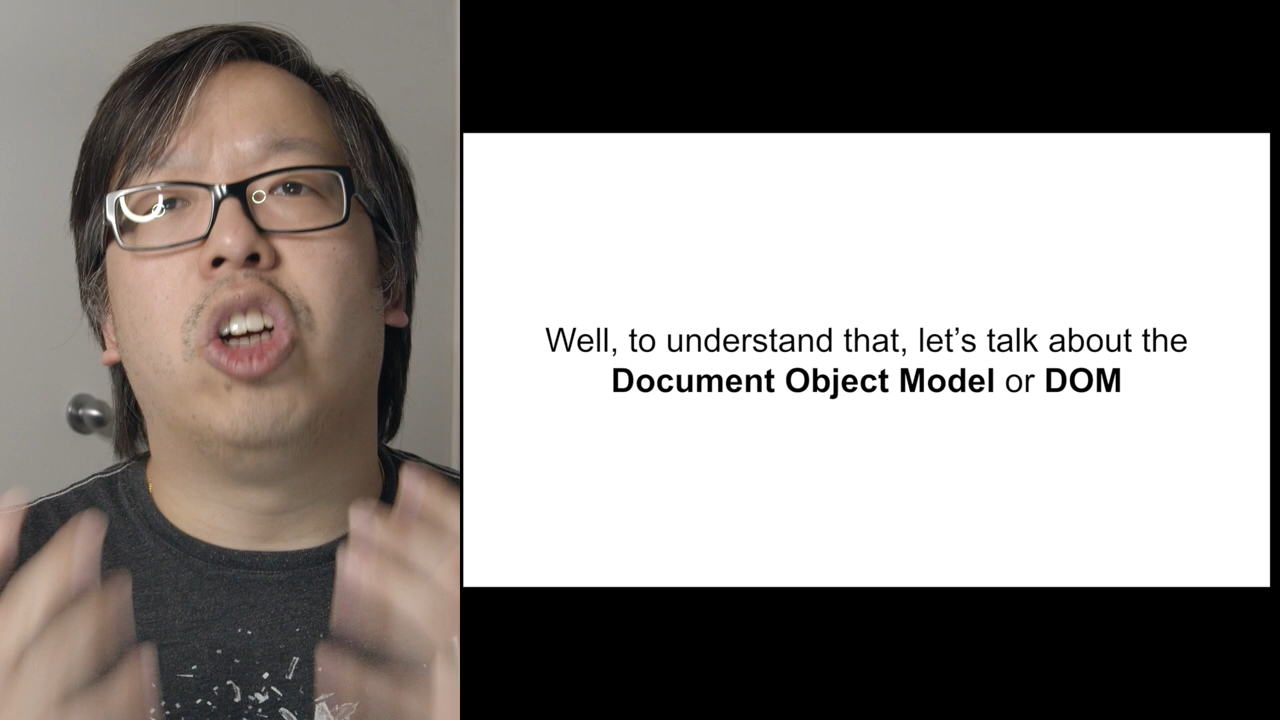 Well, to understand that, let’s talk about the
Document Object Model or DOM